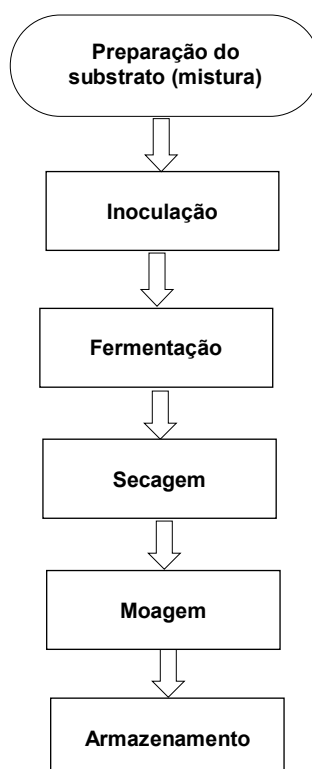 Preparação do
substrato (mistura)
Inoculação
Fermentação
Secagem
Moagem
Armazenamento